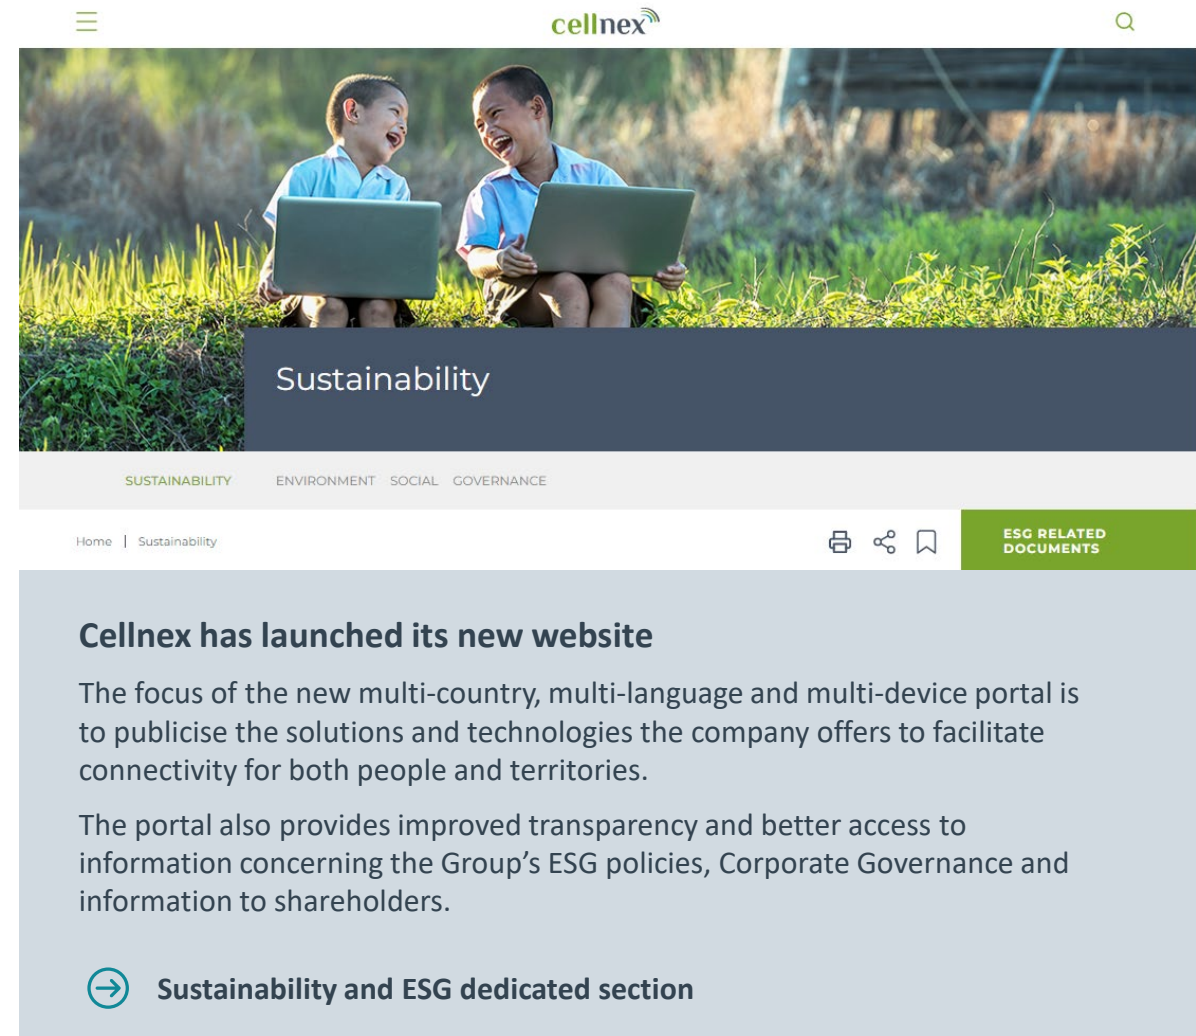 cellnex
Sustainability
SUSTAINABILITY ENVIRONMENT SOCIAL GOVERNANCE
Home | Sustainability
ESG RELATED
DOCUMENTS
Cellnex has launched its new website
The focus of the new multi-country, multi-language and multi-device portal is
to publicise the solutions and technologies the company offers to facilitate
connectivity for both people and territories.
The portal also provides improved transparency and better access to
information concerning the Group's ESG policies, Corporate Governance and
information to shareholders.
Sustainability and ESG dedicated section